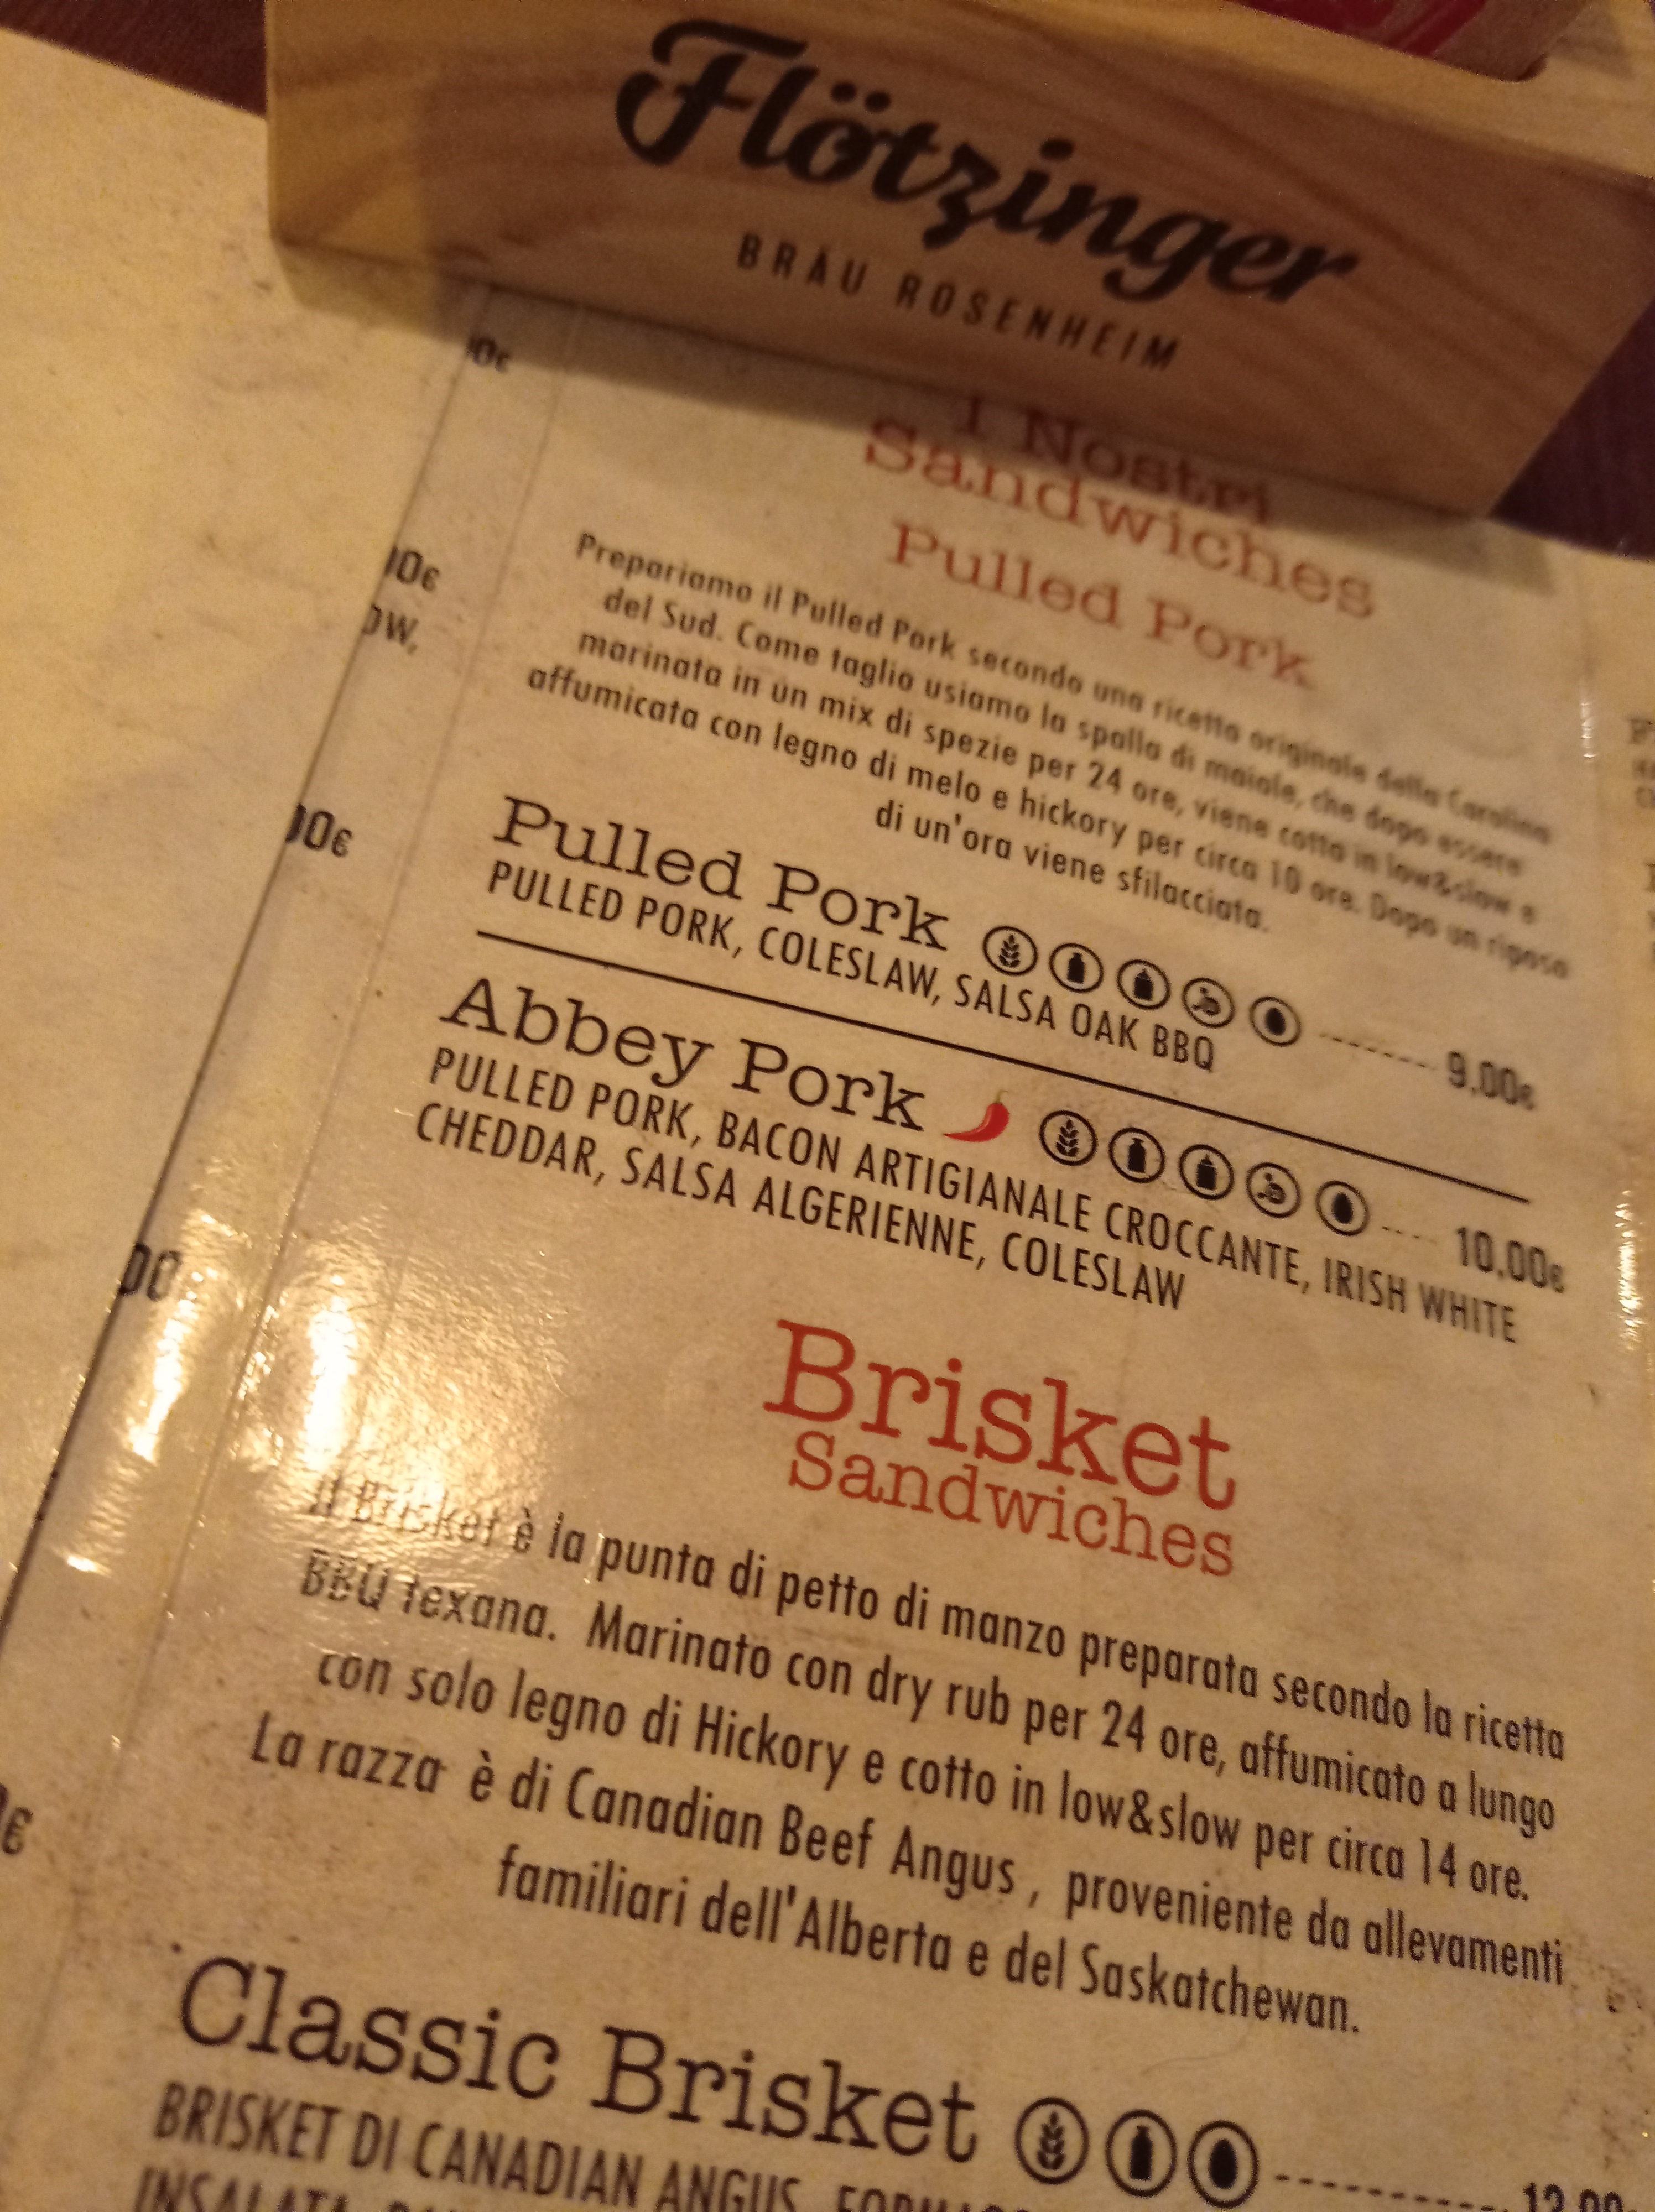 Flötzinger
BRÄU ROSENHEIM
I Nostri
Sandwiches
Pulled Pork
Prepariamo il Pulled Pork secondo una ricetta originale della Carolina
del Sud. Come taglio usiamo la spalla di maiale, che dopo essere
marinata in un mix di spezie per 24 ore, viene cotta in low&slow e
affumicata con legno di melo e hickory per circa 10 ore. Dopo un riposo
di un'ora viene sfilacciata.
Pulled Pork 9,00€
PULLED PORK, COLESLAW, SALSA OAK BBQ
Abbey Pork 10,00€
PULLED PORK, BACON ARTIGIANALE CROCCANTE, IRISH WHITE
CHEDDAR, SALSA ALGERIENNE, COLESLAW
Brisket
Sandwiches
Il Brisket è la punta di petto di manzo preparata secondo la ricetta
BBQ texana. Marinato con dry rub per 24 ore, affumicato a lungo
con solo legno di Hickory e cotto in low&slow per circa 14 ore.
La razza è di Canadian Beef Angus , proveniente da allevamenti
familiari dell'Alberta e del Saskatchewan.
Classic Brisket
BRISKET DI CANADIAN ANGUS,